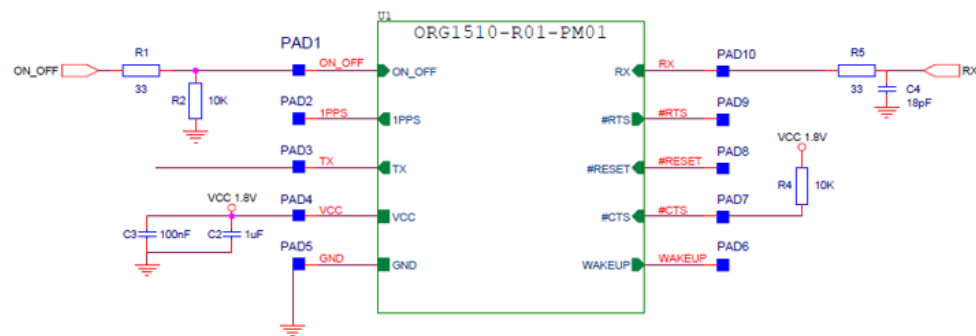 U1
ORG1510-R01-PM01
ON_OFF
R1
33
R2
10K
PAD1
ON_OFF
ON_OFF
PAD2
1PPS
1PPS
PAD3
TX
TX
VCC 1.8V
PAD4
VCC
VCC
C3
100nF
C2
1uF
PAD5
GND
GND
RX
RX
PAD10
R5
33
RX
C4
18pF
#RTS
#RTS
PAD9
#RESET
#RESET
PAD8
VCC 1.8V
R4
10K
#CTS
#CTS
PAD7
WAKEUP
WAKEUP
PAD6